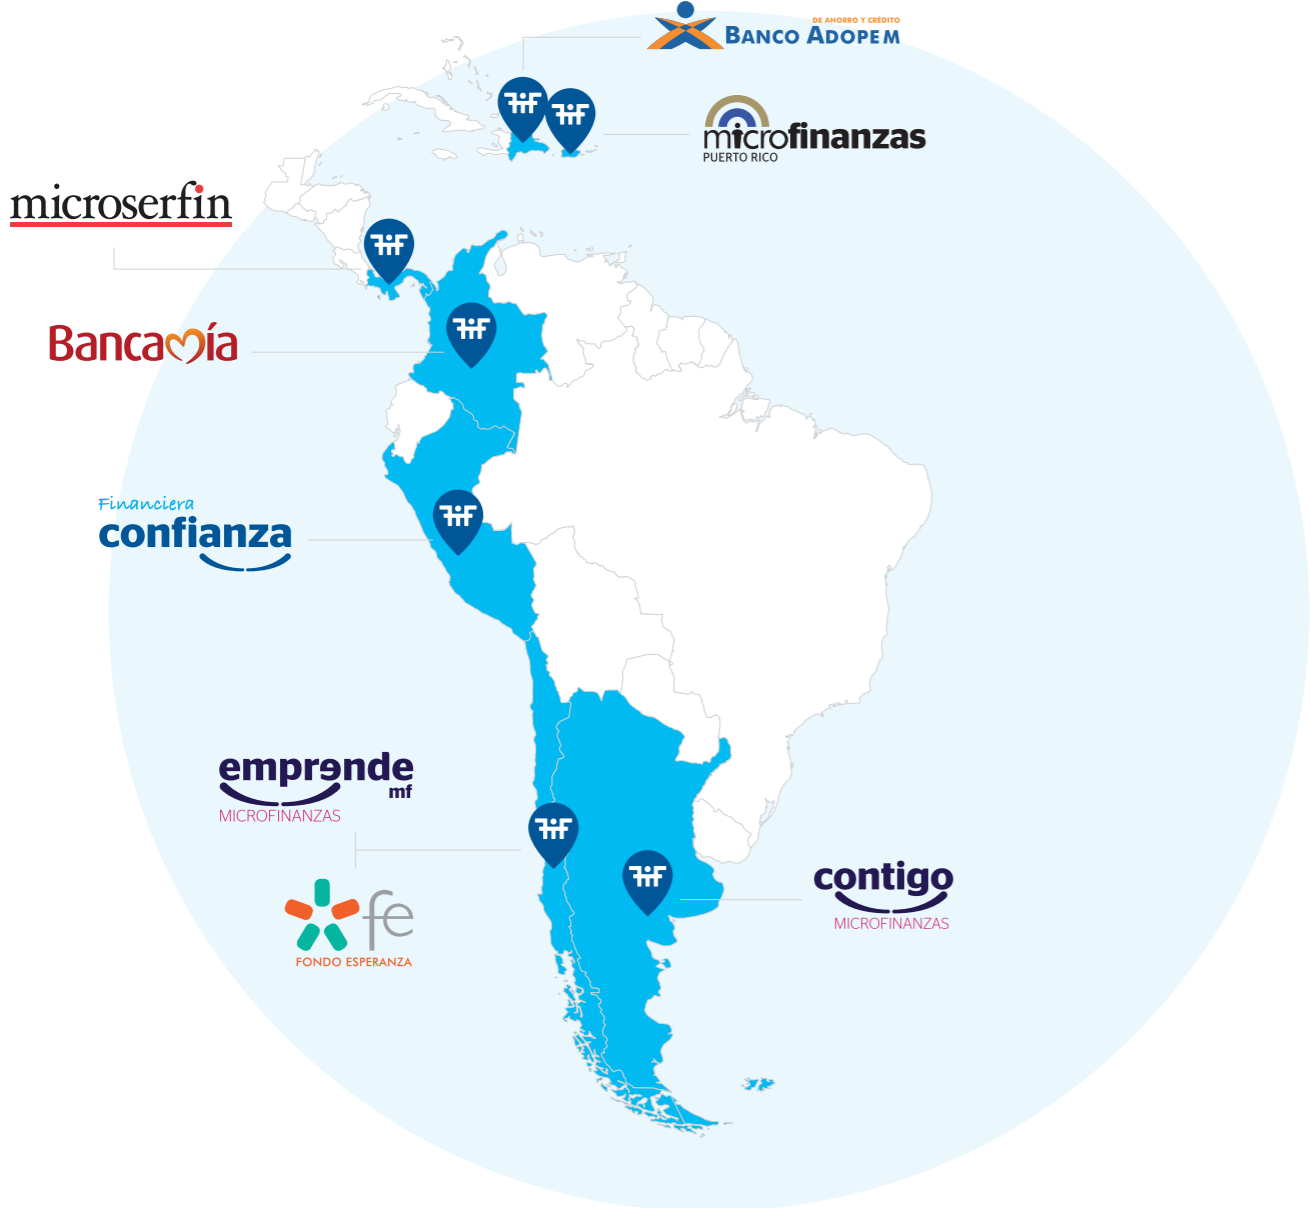 DE AHORRO Y CRÉDITO
BANCO ADOPEM
microfinanzas
PUERTO RICO
microserfin
Bancamía
Financiera
confianza
emprende
mf
MICROFINANZAS
fe
FONDO ESPERANZA
contigo
MICROFINANZAS